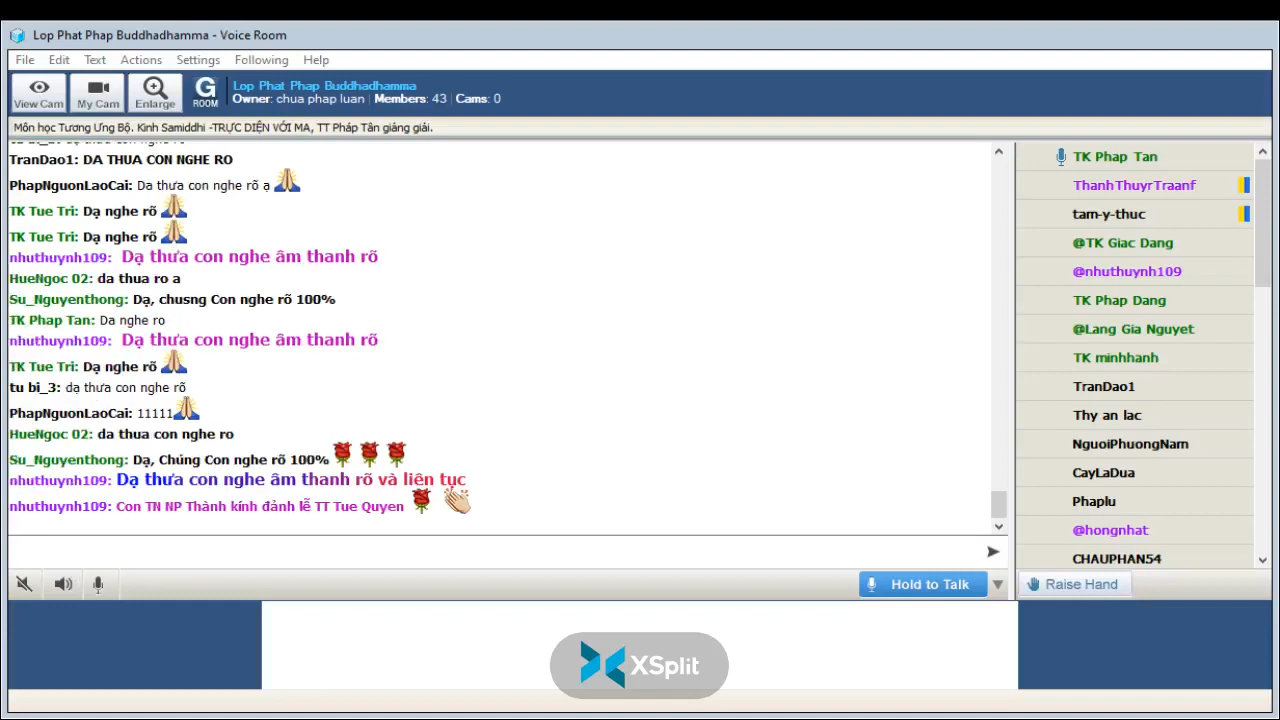 Lop Phat Phap Buddhadhamma - Voice Room
File Edit Text Actions Settings Following Help
View Cam My Cam Enlarge G ROOM
Lop Phat Phap Buddhadhamma
Owner: chua phap luan | Members: 43 | Cams: 0
Môn học Tương Ưng Bộ. Kinh Samiddhi -TRỰC DIỆN VỚI MA, TT Pháp Tân giảng giải.
TranDao1: DA THUA CON NGHE RO
PhapNguonLaoCai: Da thưa con nghe rõ ạ
TK Tue Tri: Dạ nghe rõ
TK Tue Tri: Dạ nghe rõ
nhuthuynh109: Dạ thưa con nghe âm thanh rõ
HueNgoc 02: da thua ro a
Su_Nguyenthong: Dạ, chusng Con nghe rõ 100%
TK Phap Tan: Da nghe ro
nhuthuynh109: Dạ thưa con nghe âm thanh rõ
TK Tue Tri: Dạ nghe rõ
tu bi_3: dạ thưa con nghe rõ
PhapNguonLaoCai: 11111
HueNgoc 02: da thua con nghe ro
Su_Nguyenthong: Dạ, Chúng Con nghe rõ 100%
nhuthuynh109: Dạ thưa con nghe âm thanh rõ và liên tục
nhuthuynh109: Con TN NP Thành kính đảnh lễ TT Tue Quyen
TK Phap Tan
ThanhThuyrTraanf
tam-y-thuc
@TK Giac Dang
@nhuthuynh109
TK Phap Dang
@Lang Gia Nguyet
TK minhhanh
TranDao1
Thy an lac
NguoiPhuongNam
CayLaDua
Phaplu
@hongnhat
CHAUPHAN54
Hold to Talk
Raise Hand
XSplit